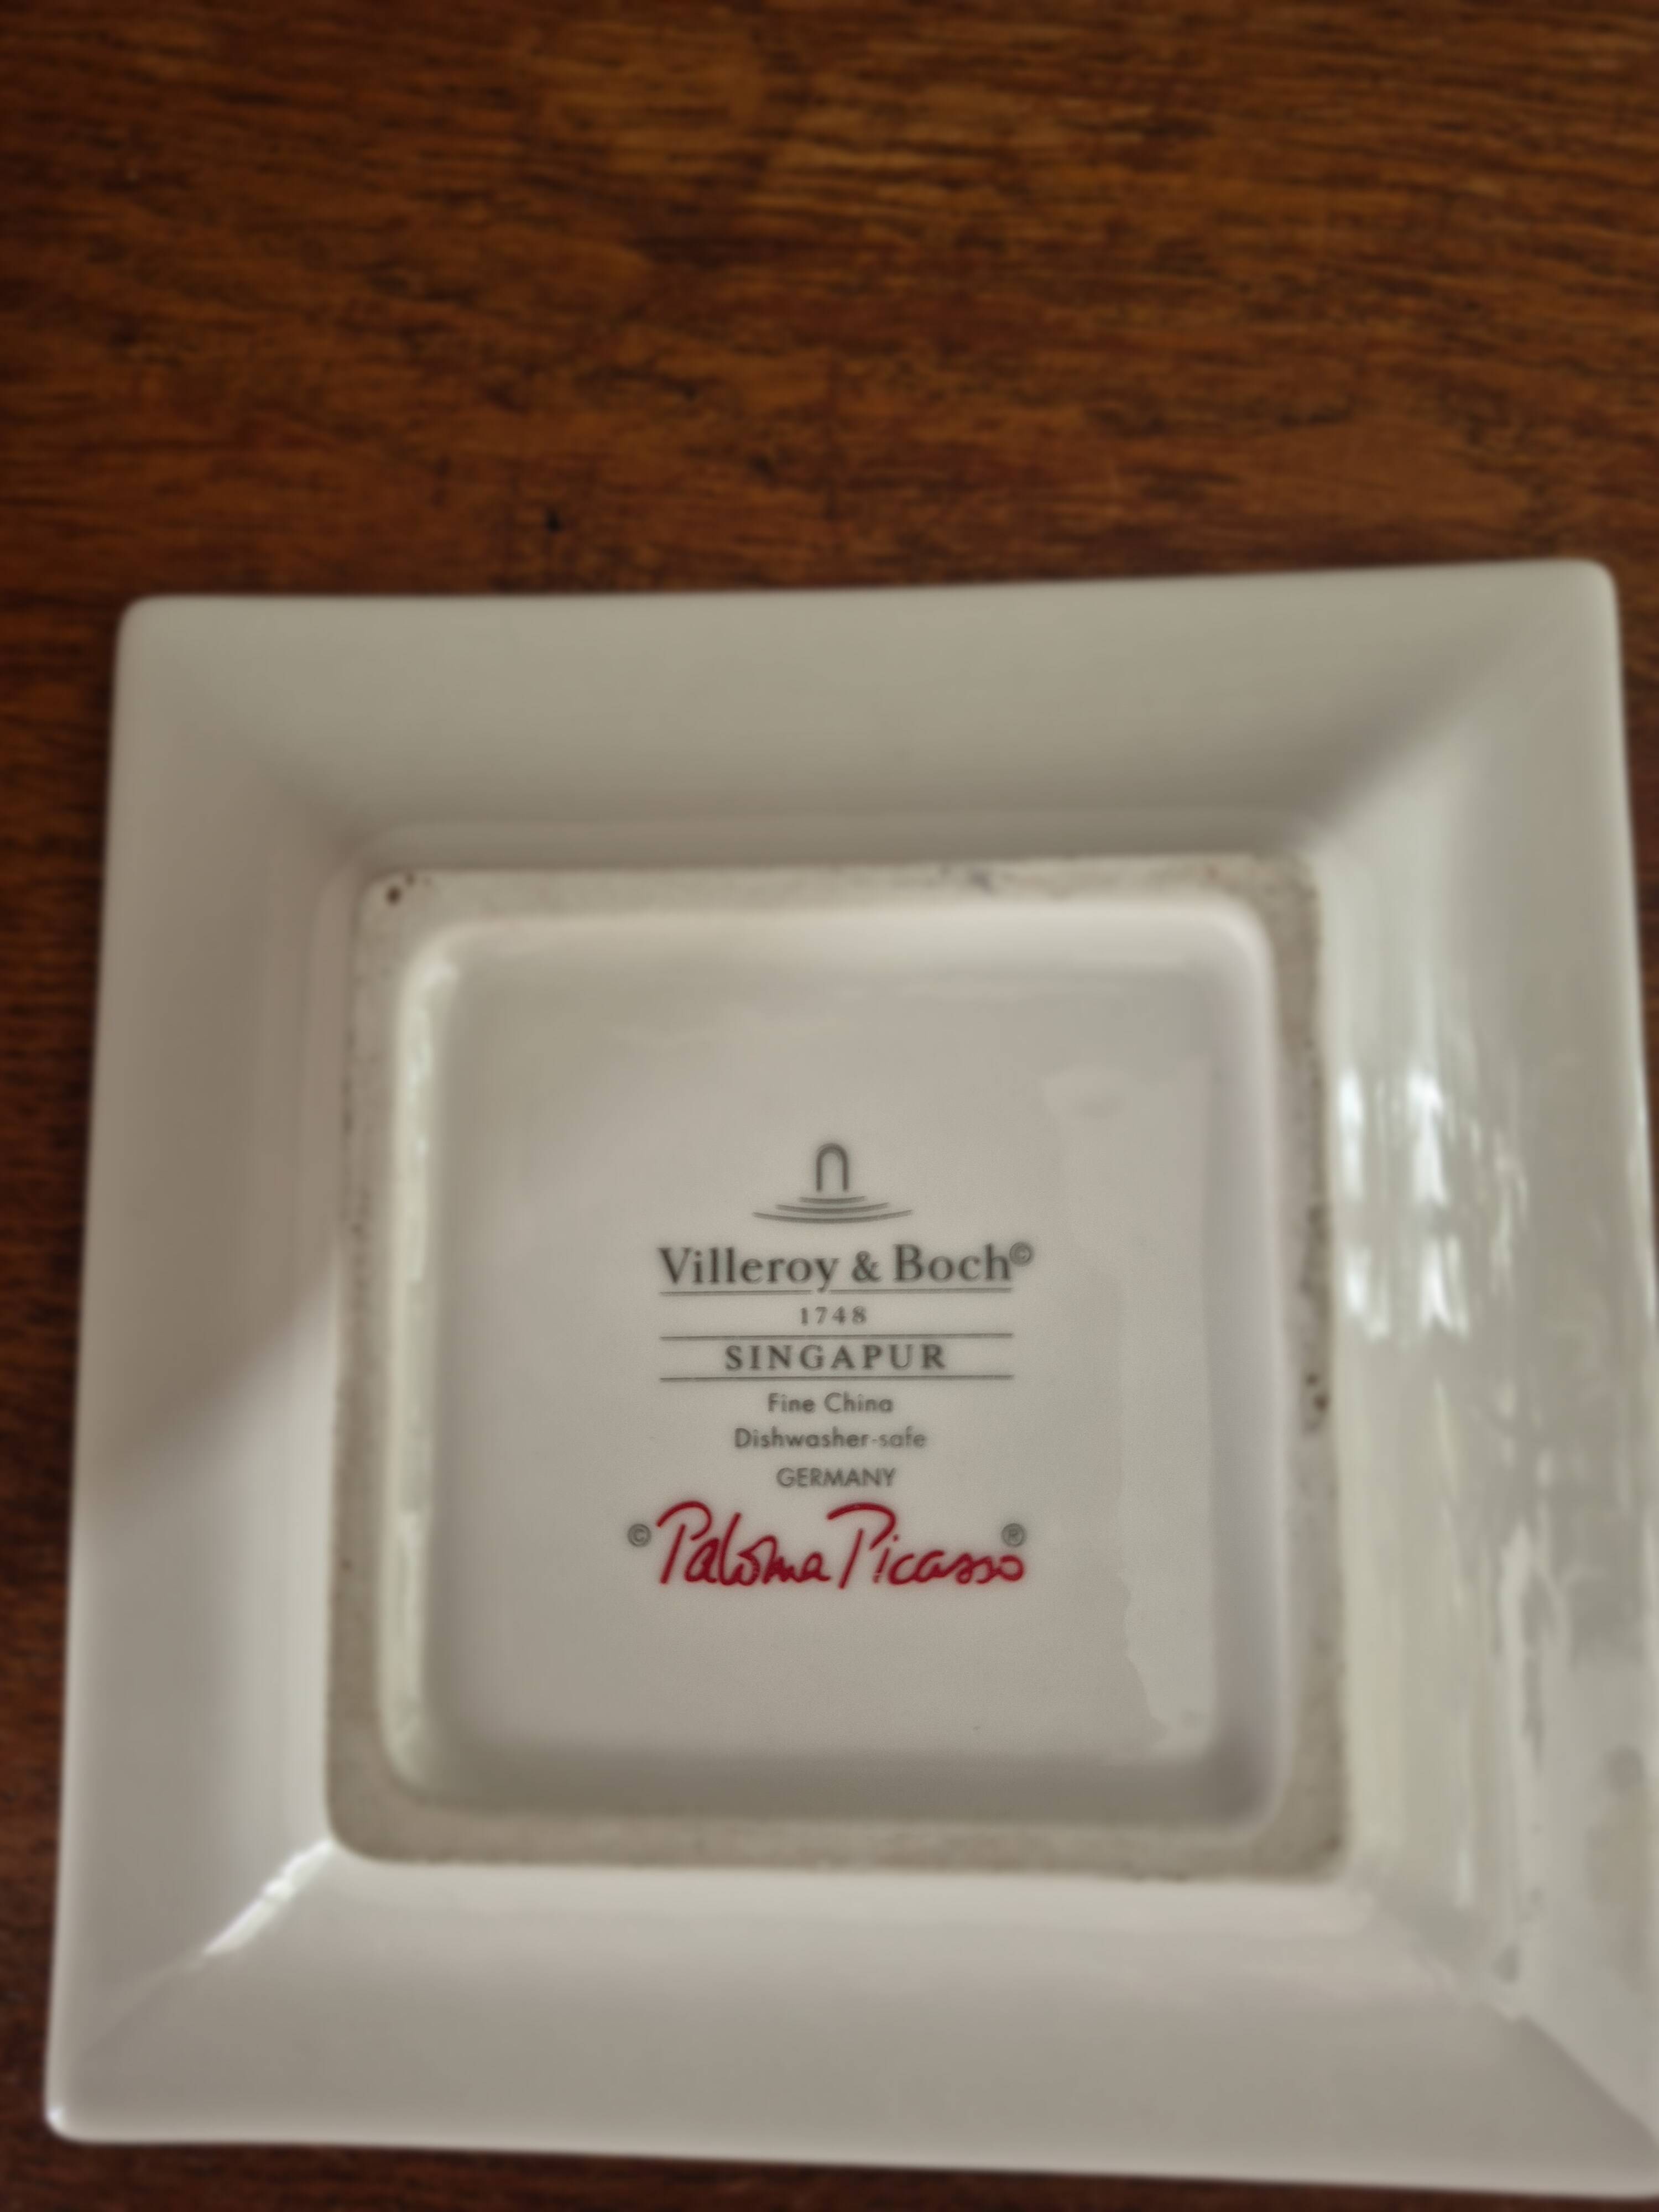 Villeroy & Boch©
1748
SINGAPUR
Fine China
Dishwasher-safe
GERMANY
© Paloma Picasso ®